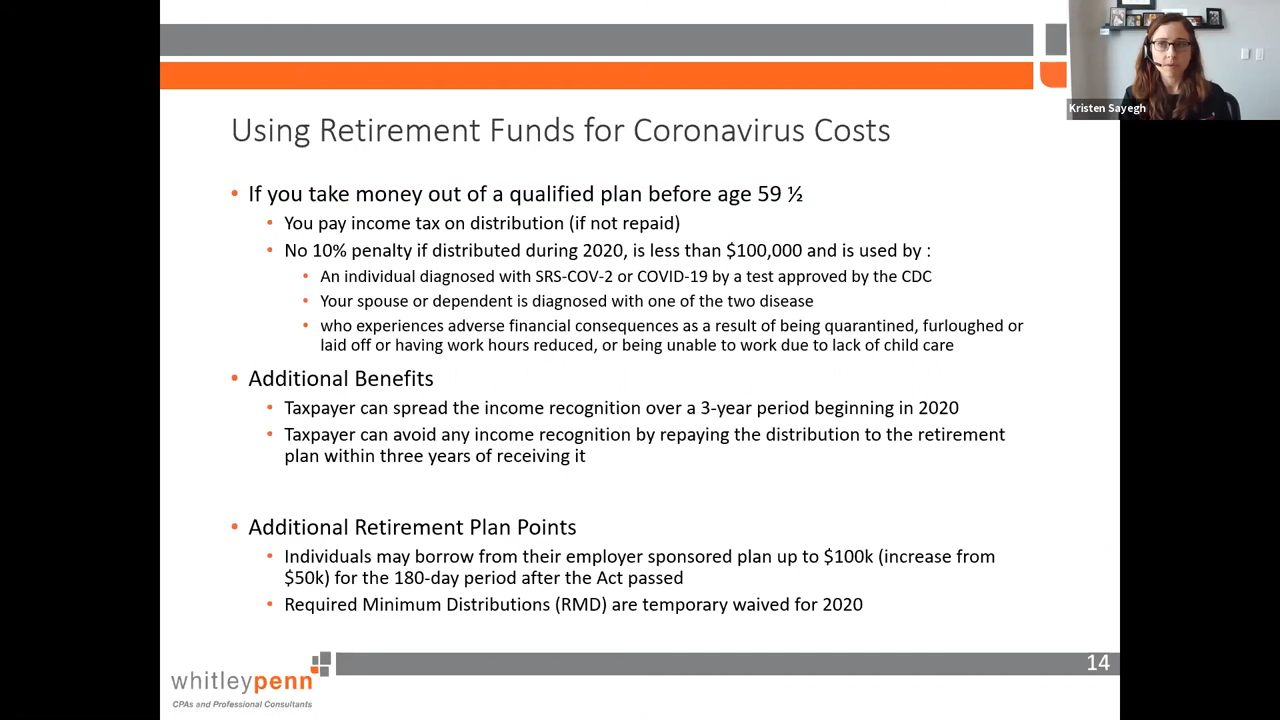 Kristen Sayegh
Using Retirement Funds for Coronavirus Costs
• If you take money out of a qualified plan before age 59 ½
• You pay income tax on distribution (if not repaid)
• No 10% penalty if distributed during 2020, is less than $100,000 and is used by :
• An individual diagnosed with SRS-COV-2 or COVID-19 by a test approved by the CDC
• Your spouse or dependent is diagnosed with one of the two disease
• who experiences adverse financial consequences as a result of being quarantined, furloughed or
laid off or having work hours reduced, or being unable to work due to lack of child care
• Additional Benefits
• Taxpayer can spread the income recognition over a 3-year period beginning in 2020
• Taxpayer can avoid any income recognition by repaying the distribution to the retirement
plan within three years of receiving it
• Additional Retirement Plan Points
• Individuals may borrow from their employer sponsored plan up to $100k (increase from
$50k) for the 180-day period after the Act passed
• Required Minimum Distributions (RMD) are temporary waived for 2020
14
whitleypenn
CPAs and Professional Consultants